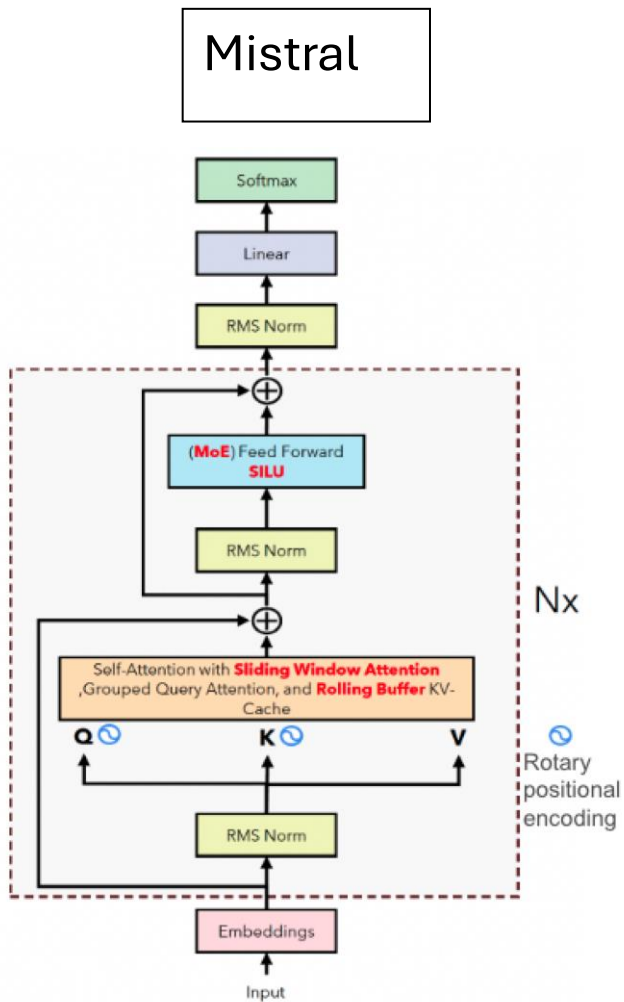 Mistral
Softmax
Linear
RMS Norm
(MoE) Feed Forward
SILU
RMS Norm
Nx
Self-Attention with Sliding Window Attention
,Grouped Query Attention, and Rolling Buffer KV-
Cache
Q
K
V
Rotary
positional
encoding
RMS Norm
Embeddings
Input